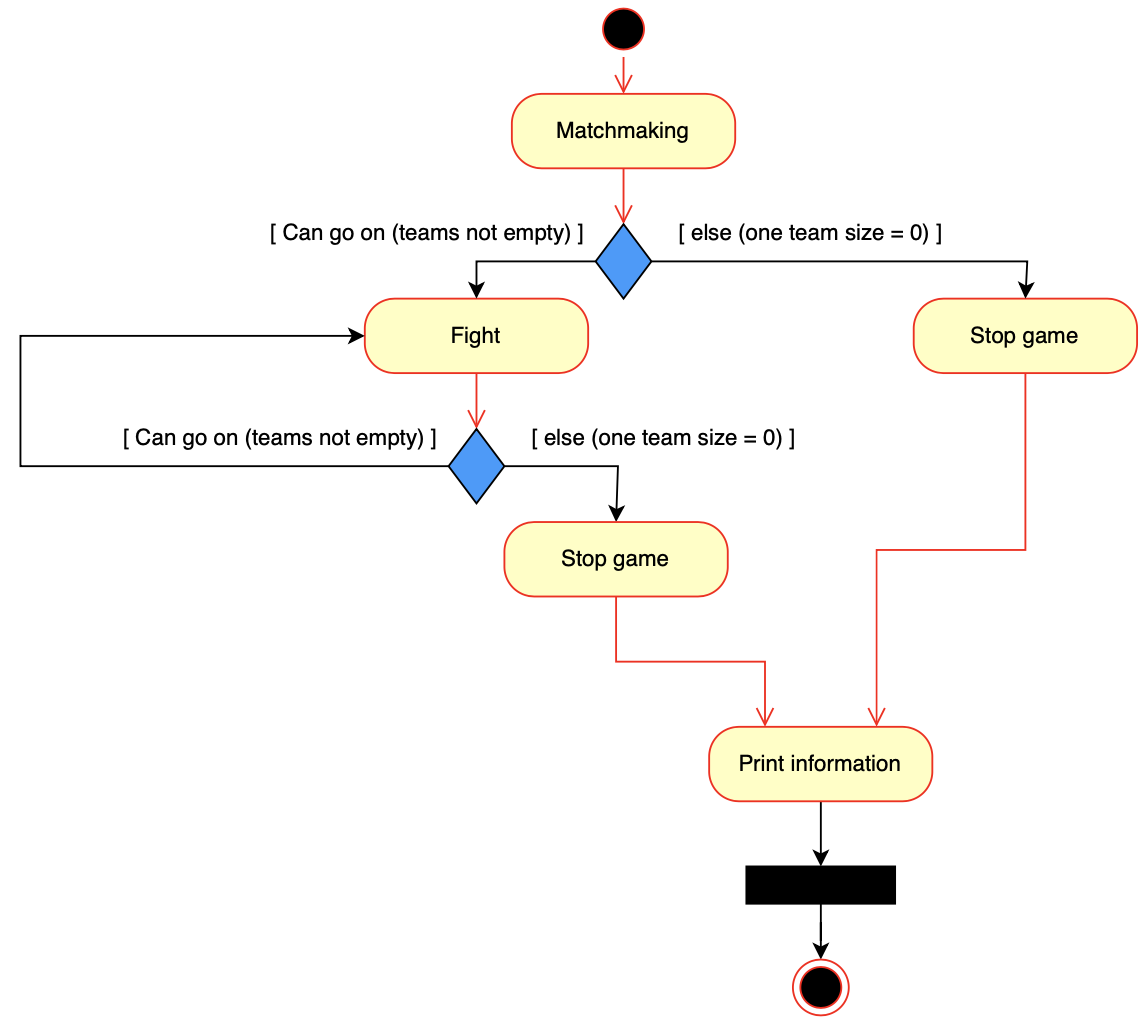 Matchmaking
[ Can go on (teams not empty) ]
[ else (one team size = 0) ]
Fight
Stop game
[ Can go on (teams not empty) ]
[ else (one team size = 0) ]
Stop game
Print information